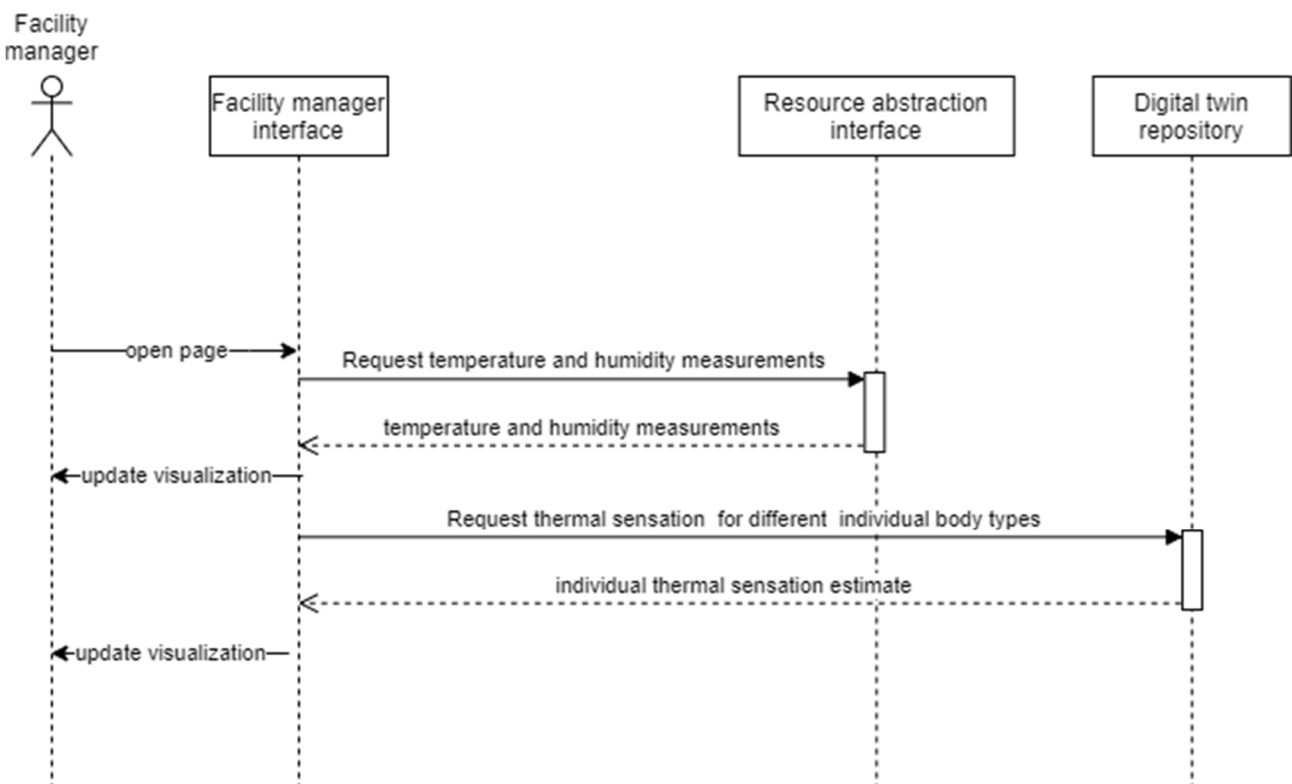 Facility
manager
Facility manager
interface
Resource abstraction
interface
Digital twin
repository
open page
Request temperature and humidity measurements
temperature and humidity measurements
update visualization
Request thermal sensation  for different  individual body types
individual thermal sensation estimate
update visualization